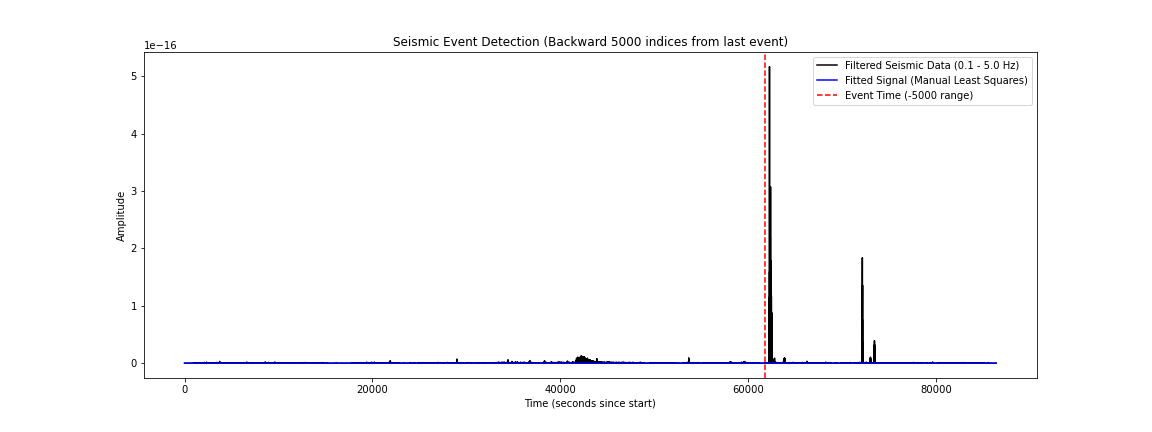 Seismic Event Detection (Backward 5000 indices from last event)
1e−16
Filtered Seismic Data (0.1 - 5.0 Hz)
Fitted Signal (Manual Least Squares)
Event Time (-5000 range)
5
4
3
2
1
0
Amplitude
0 20000 40000 60000 80000
Time (seconds since start)